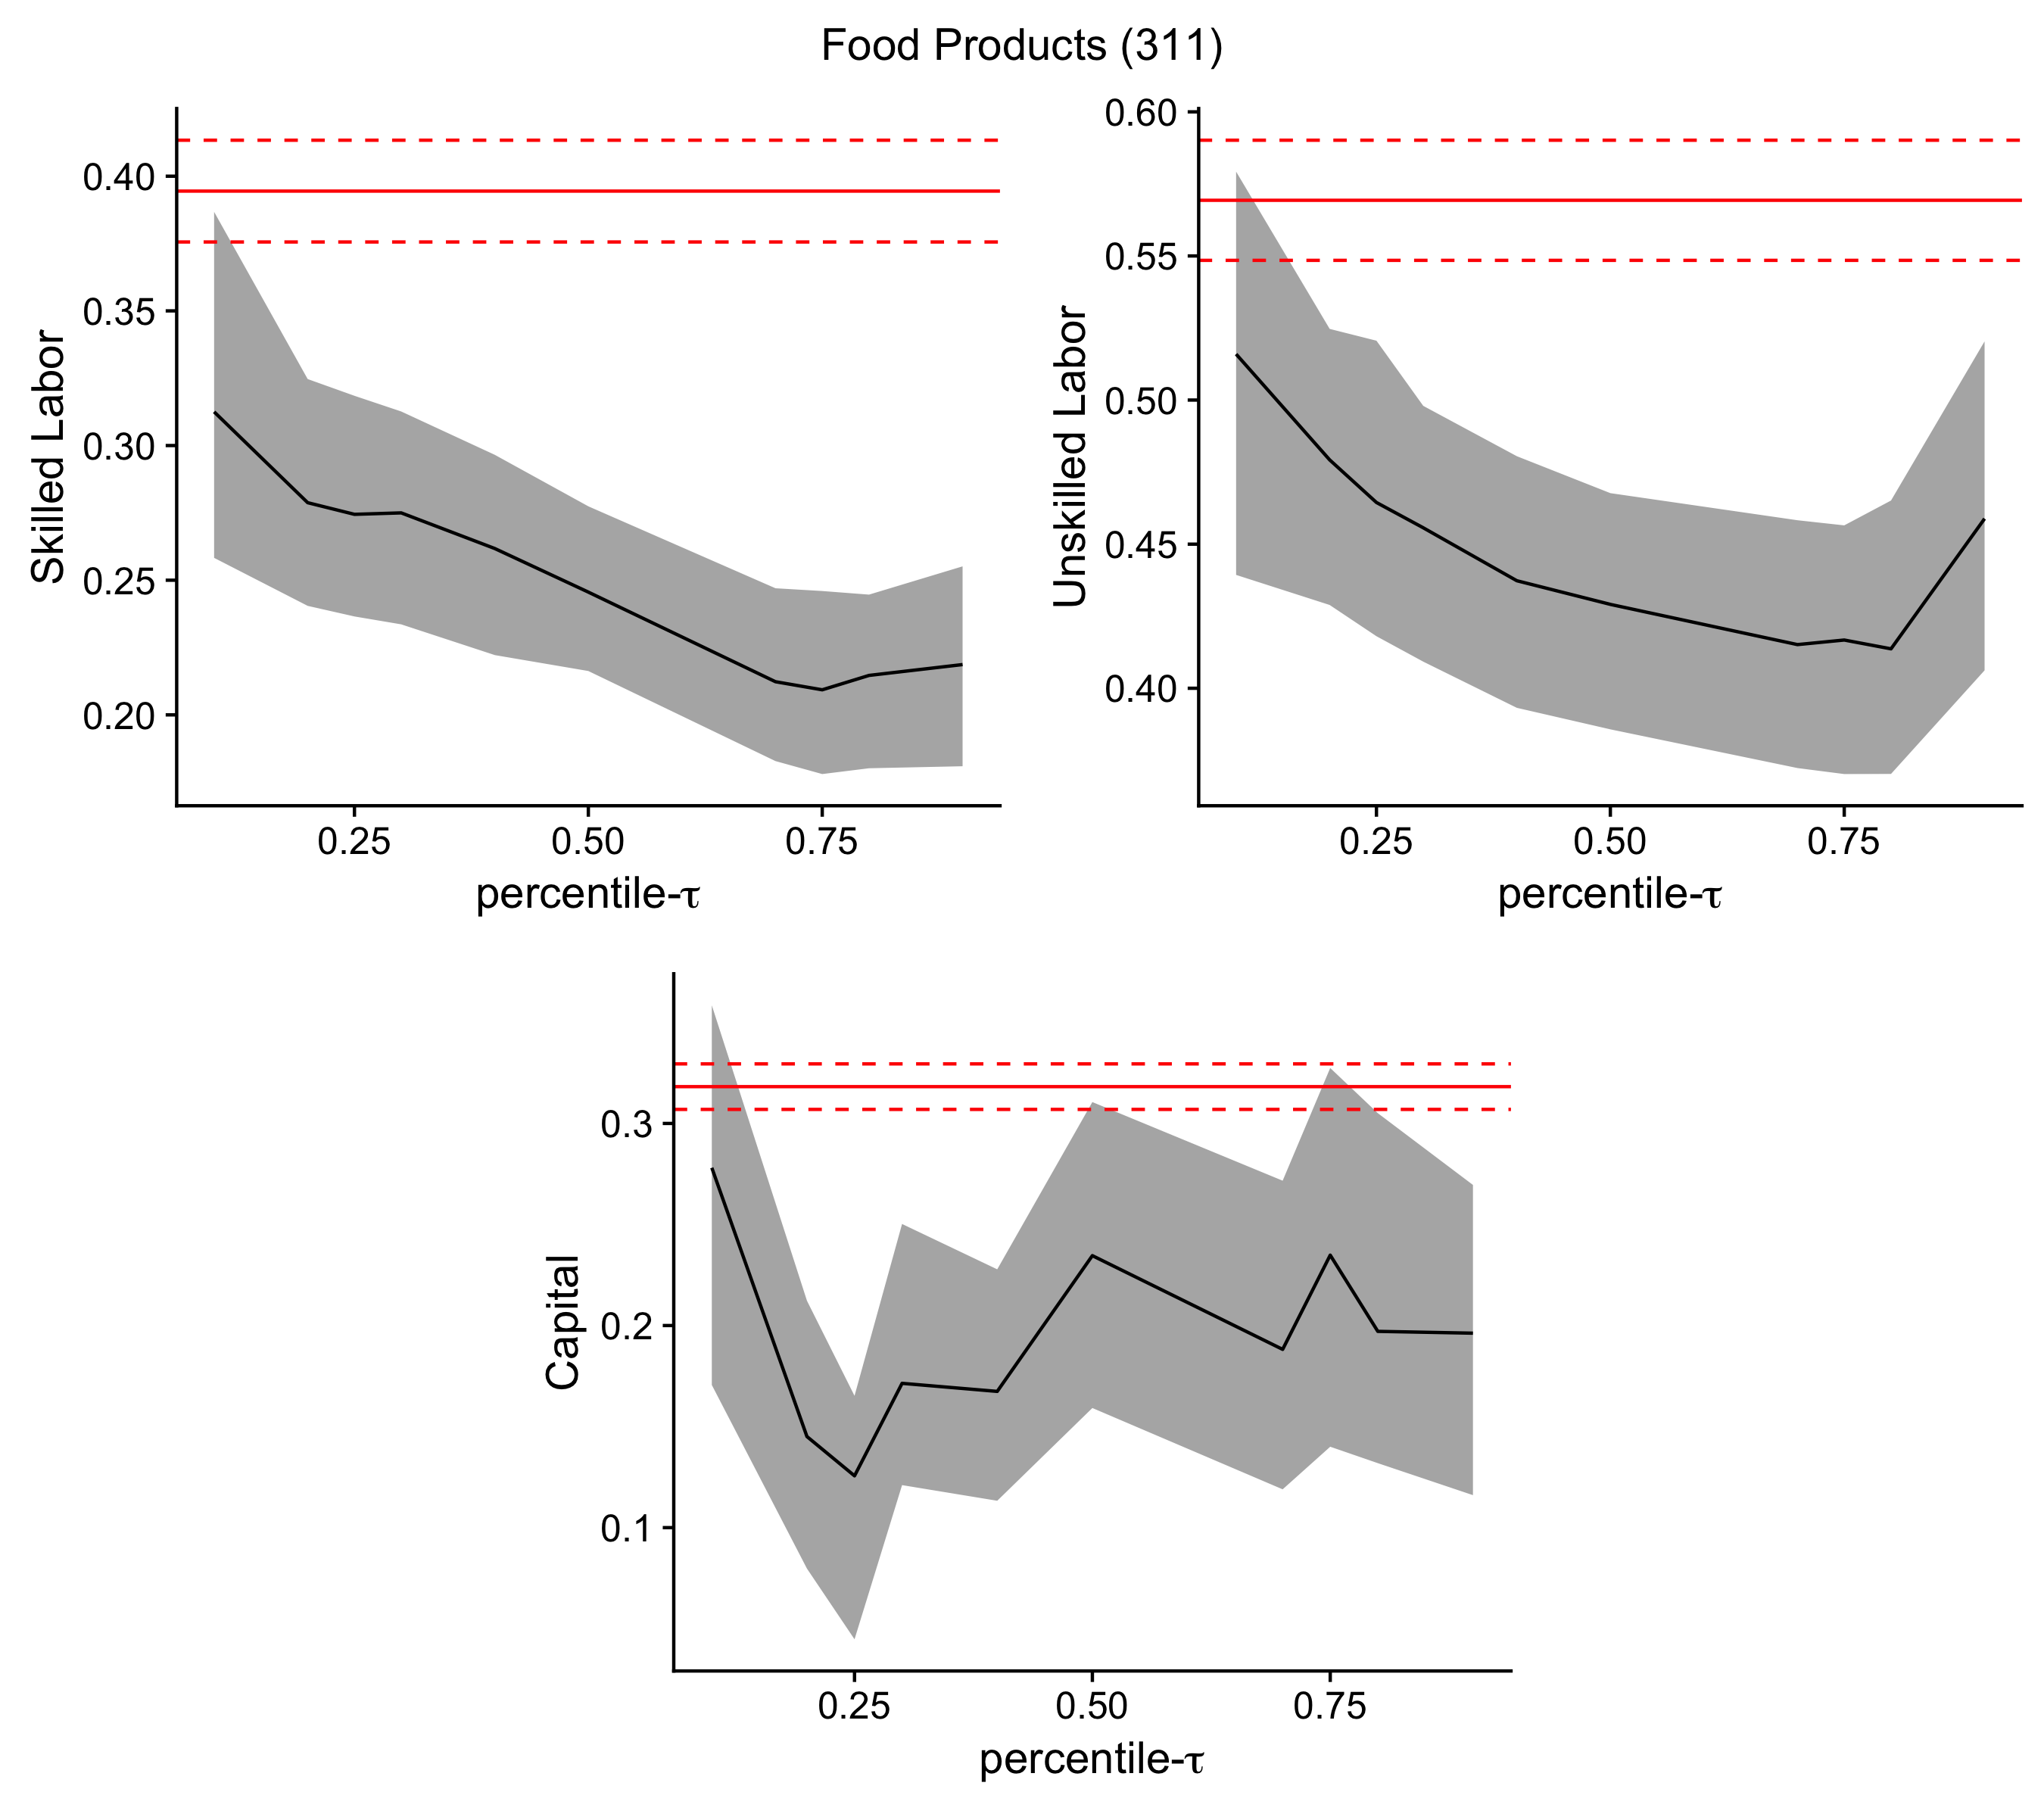 Food Products (311)
Skilled Labor
0.40
0.35
0.30
0.25
0.20
0.25 0.50 0.75
percentile-τ
Unskilled Labor
0.60
0.55
0.50
0.45
0.40
0.25 0.50 0.75
percentile-τ
Capital
0.3
0.2
0.1
0.25 0.50 0.75
percentile-τ